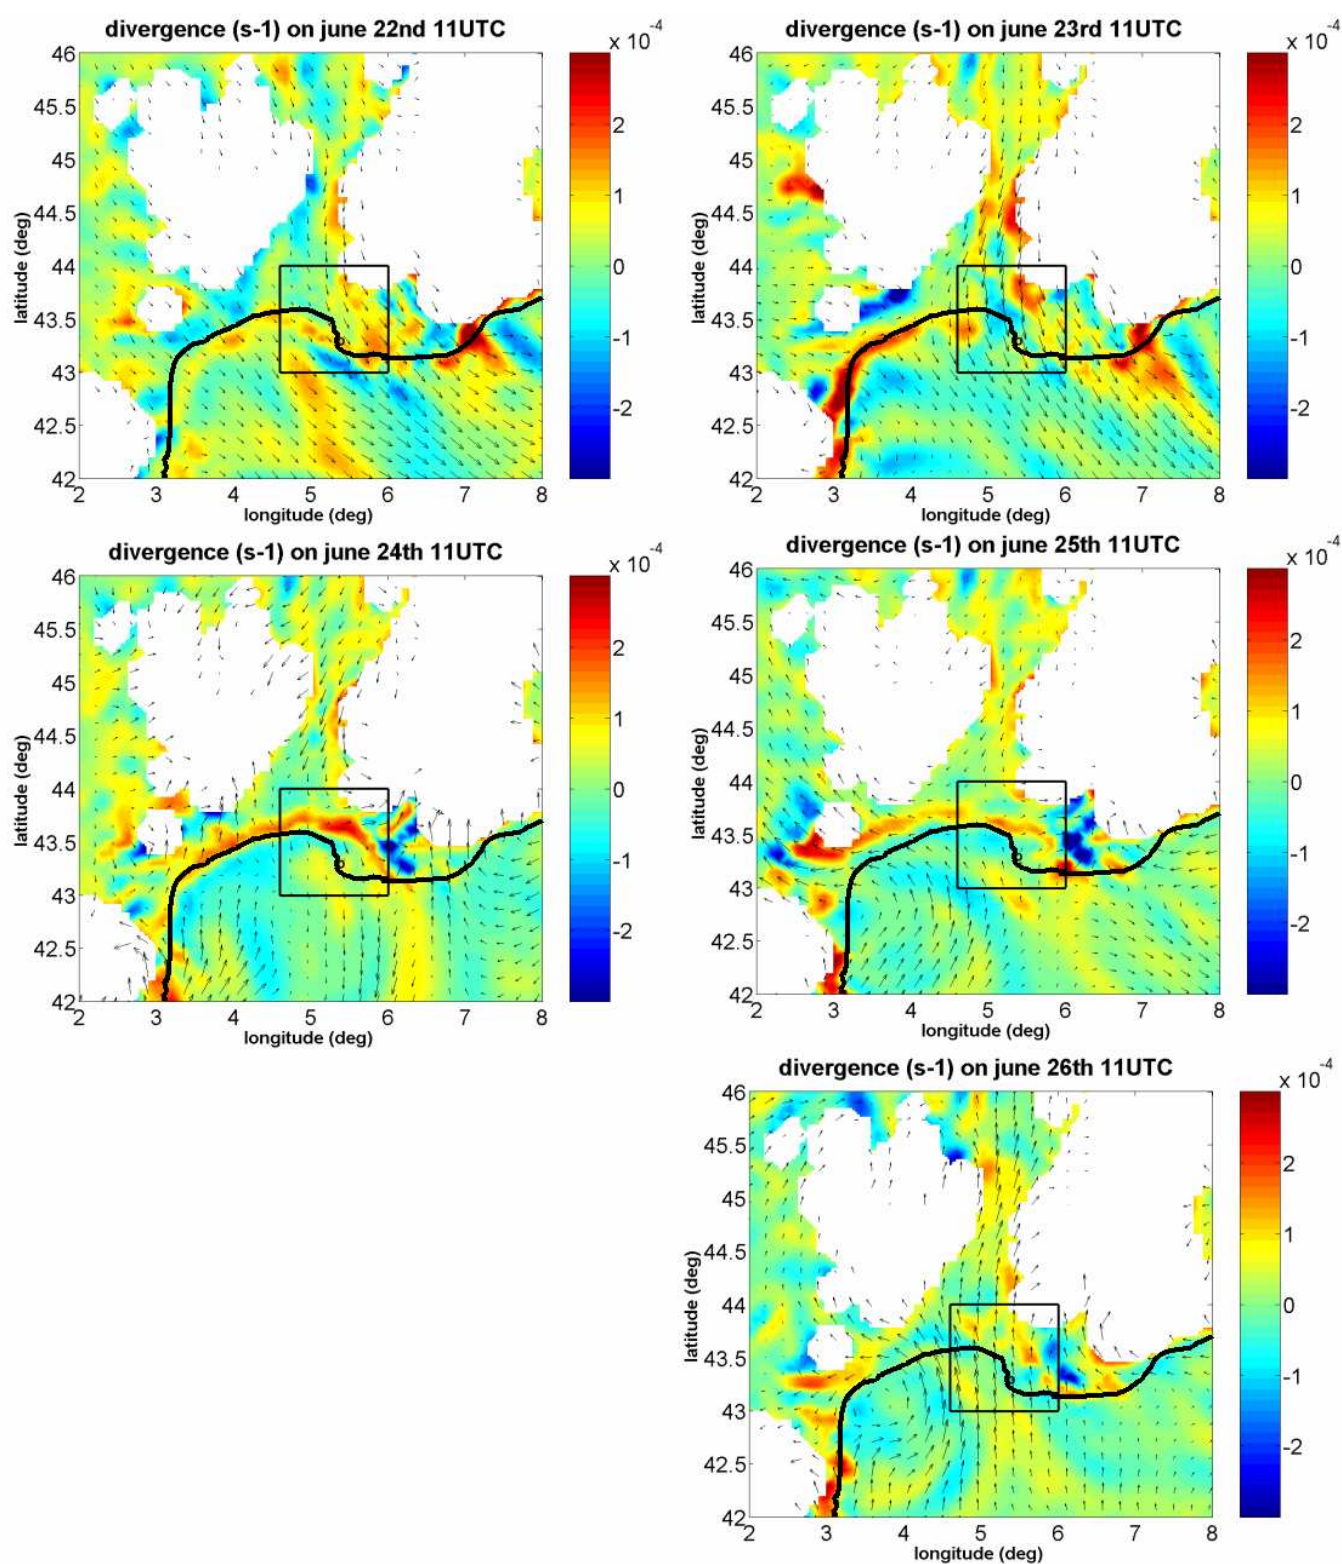 divergence (s-1) on june 22nd 11UTC
x 10⁻⁴
46
45.5
45
44.5
44
43.5
43
42.5
42
latitude (deg)
2 3 4 5 6 7 8
longitude (deg)
2
1
0
-1
-2
divergence (s-1) on june 23rd 11UTC
x 10⁻⁴
46
45.5
45
44.5
44
43.5
43
42.5
42
latitude (deg)
2 3 4 5 6 7 8
longitude (deg)
2
1
0
-1
-2
divergence (s-1) on june 24th 11UTC
x 10⁻⁴
46
45.5
45
44.5
44
43.5
43
42.5
42
latitude (deg)
2 3 4 5 6 7 8
longitude (deg)
2
1
0
-1
-2
divergence (s-1) on june 25th 11UTC
x 10⁻⁴
46
45.5
45
44.5
44
43.5
43
42.5
42
latitude (deg)
2 3 4 5 6 7 8
longitude (deg)
2
1
0
-1
-2
divergence (s-1) on june 26th 11UTC
x 10⁻⁴
46
45.5
45
44.5
44
43.5
43
42.5
42
latitude (deg)
2 3 4 5 6 7 8
longitude (deg)
2
1
0
-1
-2